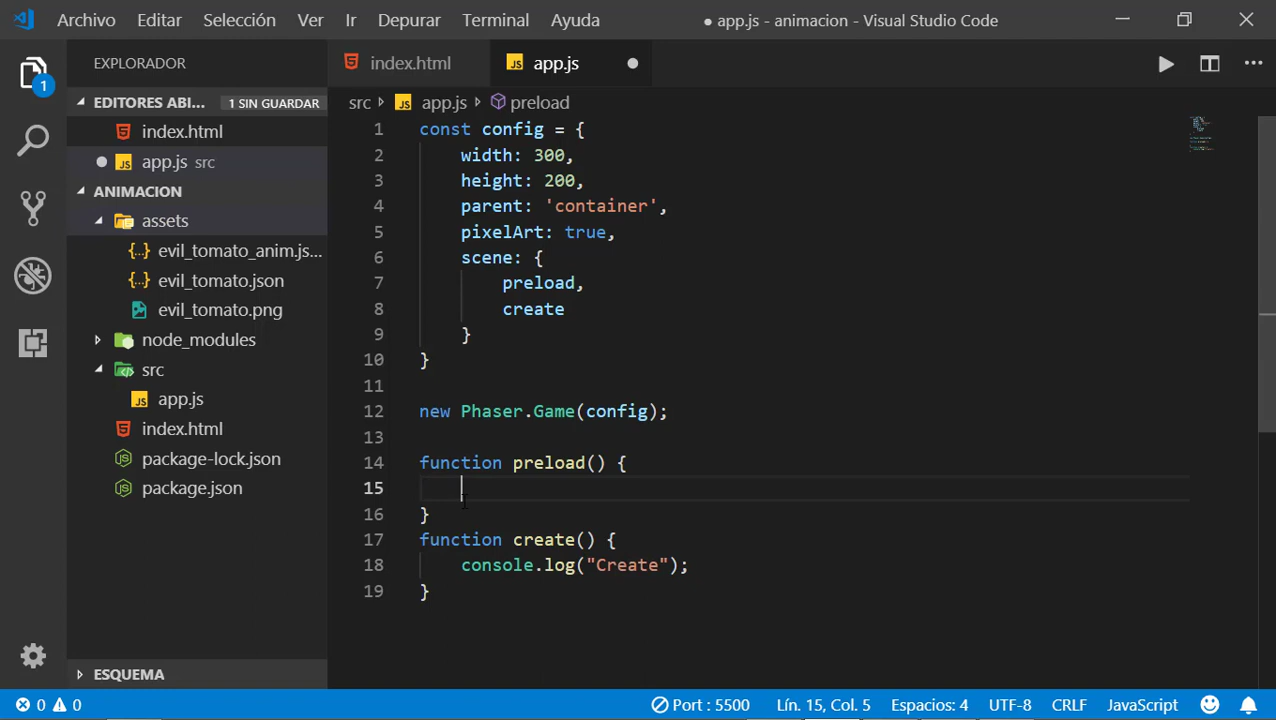 Archivo Editar Selección Ver Ir Depurar Terminal Ayuda ● app.js - animacion - Visual Studio Code
EXPLORADOR
1
EDITORES ABI... 1 SIN GUARDAR
index.html
● app.js src
ANIMACION
assets
{..} evil_tomato_anim.js...
{..} evil_tomato.json
evil_tomato.png
node_modules
src
JS app.js
index.html
package-lock.json
package.json
ESQUEMA
index.html JS app.js ●
src JS app.js preload
1 const config = {
2 width: 300,
3 height: 200,
4 parent: 'container',
5 pixelArt: true,
6 scene: {
7 preload,
8 create
9 }
10 }
11
12 new Phaser.Game(config);
13
14 function preload() {
15
16 }
17 function create() {
18 console.log("Create");
19 }
0 0 Port : 5500 Lín. 15, Col. 5 Espacios: 4 UTF-8 CRLF JavaScript